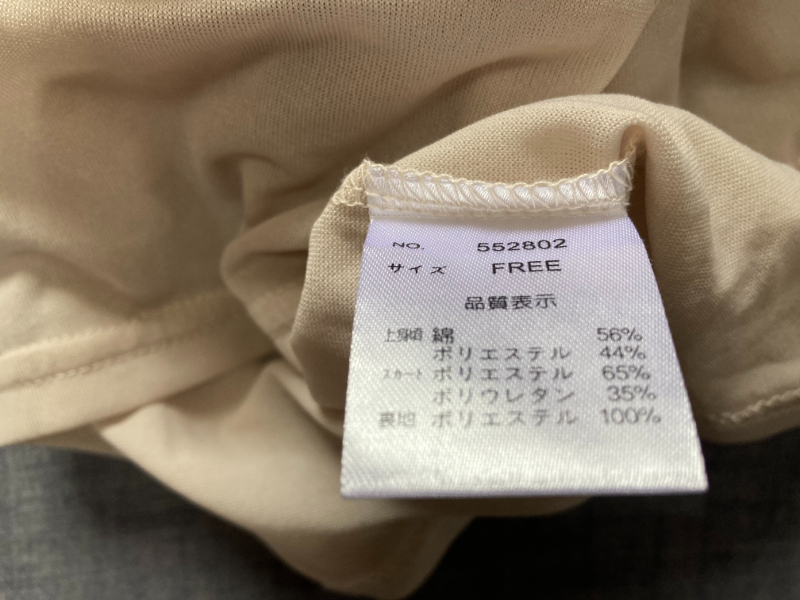 NO. 552802
サイズ FREE
品質表示
上身頃 綿 56%
ポリエステル 44%
スカート ポリエステル 65%
ポリウレタン 35%
裏地 ポリエステル 100%